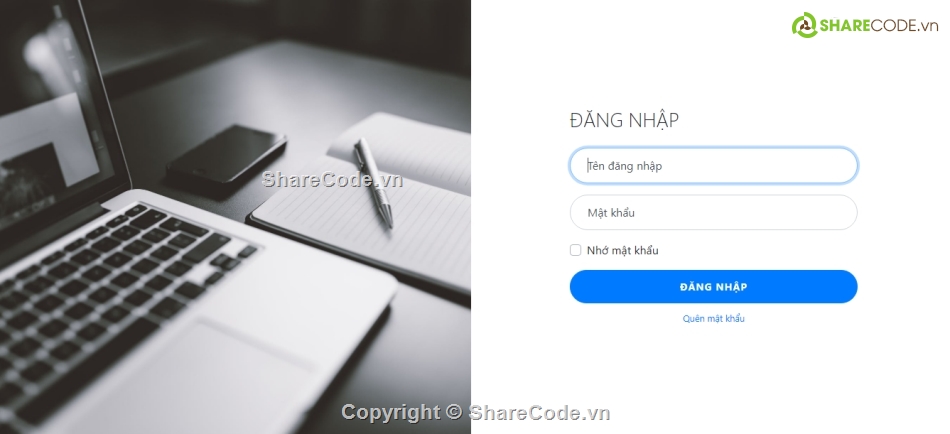 SHARECODE.vn
ĐĂNG NHẬP
Tên đăng nhập
ShareCode.vn
Mật khẩu
Nhớ mật khẩu
ĐĂNG NHẬP
Quên mật khẩu
Copyright © ShareCode.vn